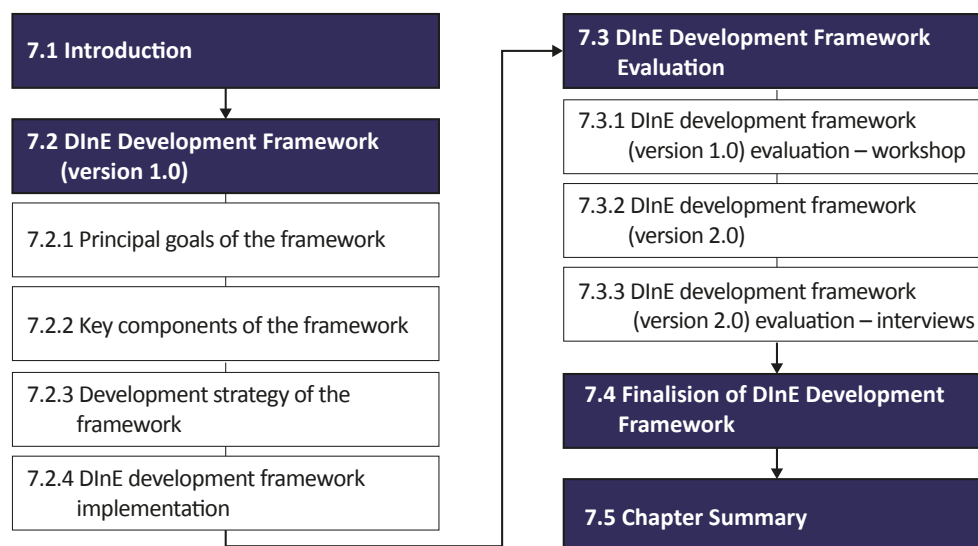 7.1 Introduction
7.2 DInE Development Framework
(version 1.0)
7.2.1 Principal goals of the framework
7.2.2 Key components of the framework
7.2.3 Development strategy of the
framework
7.2.4 DInE development framework
implementation
7.3 DInE Development Framework
Evaluation
7.3.1 DInE development framework
(version 1.0) evaluation – workshop
7.3.2 DInE development framework
(version 2.0)
7.3.3 DInE development framework
(version 2.0) evaluation – interviews
7.4 Finalision of DInE Development
Framework
7.5 Chapter Summary